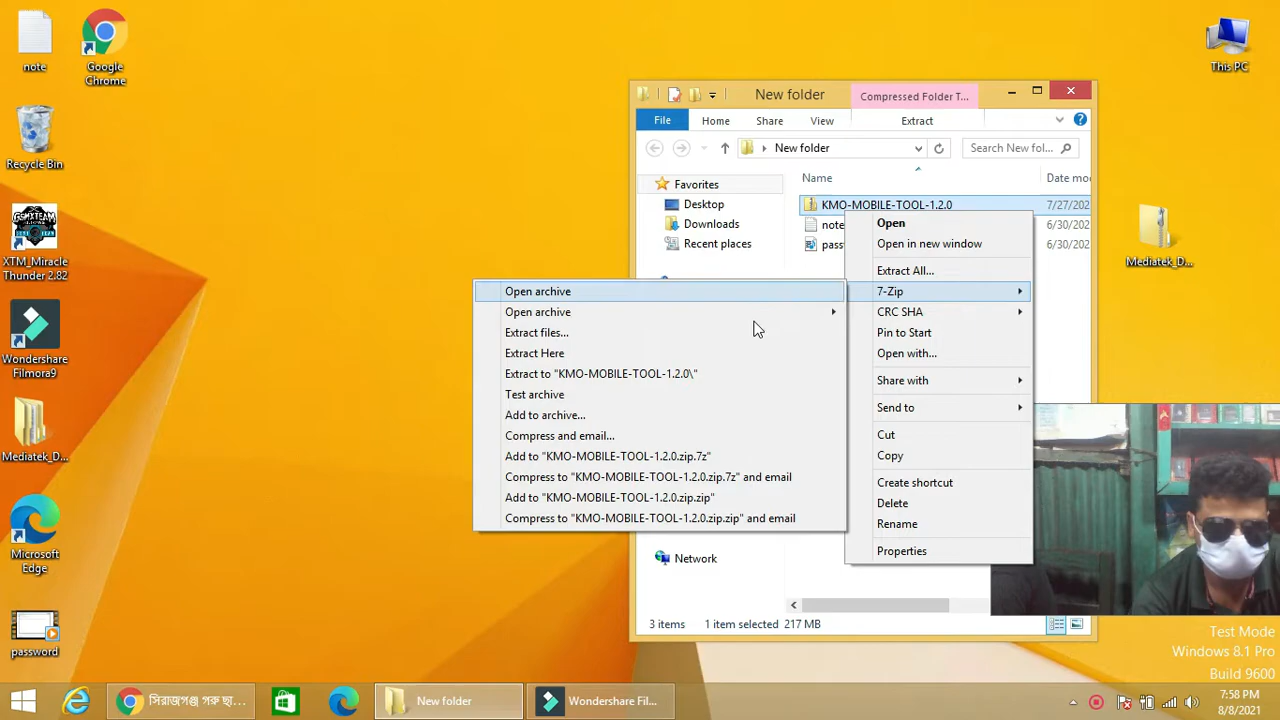 note
Google
Chrome
Recycle Bin
GSMXTEAM
XTM_Miracle
Thunder 2.82
Wondershare
Filmora9
Mediatek_D...
Microsoft
Edge
password
This PC
Mediatek_D...
New folder
Compressed Folder T...
File
Home
Share
View
Extract
New folder
Search New fol...
Name
Date mo
Favorites
Desktop
Downloads
Recent places
Network
KMO-MOBILE-TOOL-1.2.0
7/27/202
note
6/30/202
pas
6/30/202
Open
Open in new window
Extract All...
7-Zip
CRC SHA
Pin to Start
Open with...
Share with
Send to
Cut
Copy
Create shortcut
Delete
Rename
Properties
Open archive
Open archive
Extract files...
Extract Here
Extract to "KMO-MOBILE-TOOL-1.2.0\"
Test archive
Add to archive...
Compress and email...
Add to "KMO-MOBILE-TOOL-1.2.0.zip.7z"
Compress to "KMO-MOBILE-TOOL-1.2.0.zip.7z" and email
Add to "KMO-MOBILE-TOOL-1.2.0.zip.zip"
Compress to "KMO-MOBILE-TOOL-1.2.0.zip.zip" and email
3 items
1 item selected 217 MB
Test Mode
Windows 8.1 Pro
Build 9600
সিরাজগঞ্জ গরু ছা...
New folder
Wondershare Fil...
7:58 PM
8/8/2021